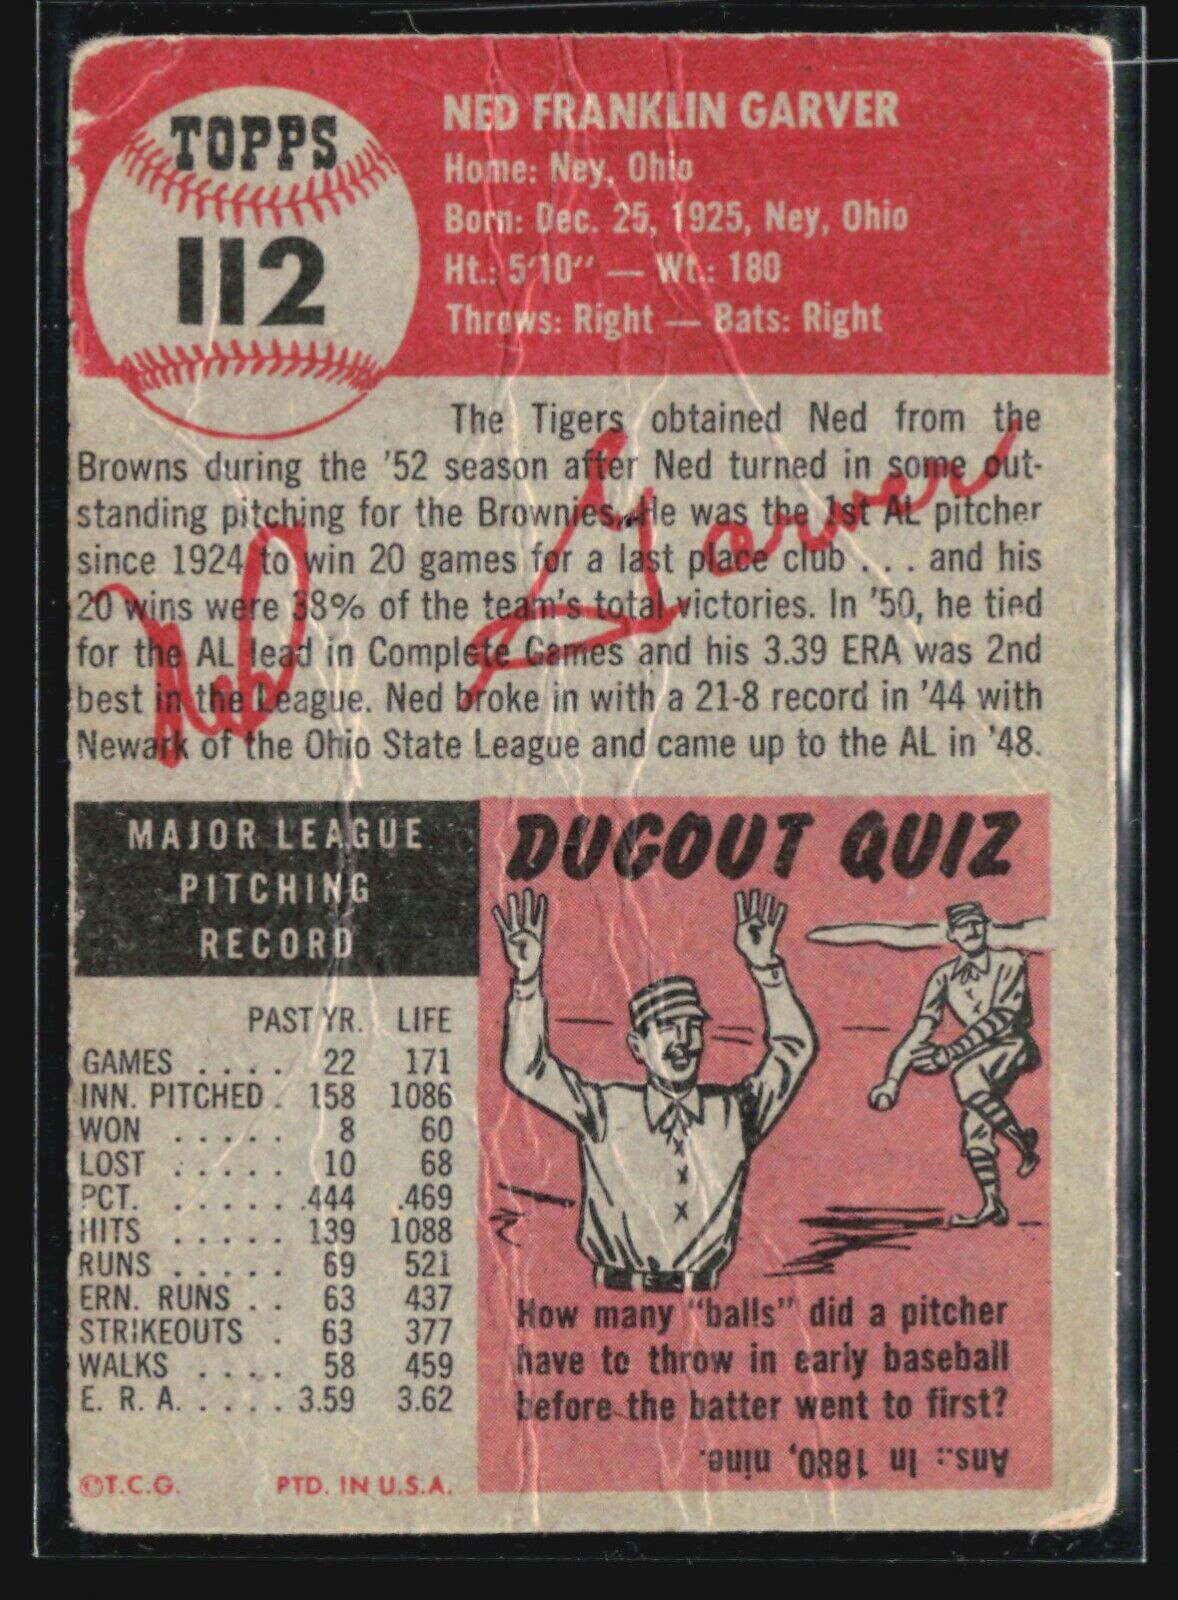 TOPPS
112
NED FRANKLIN GARVER
Home: Ney, Ohio
Born: Dec. 25, 1925, Ney, Ohio
Ht.: 5'10" — Wt.: 180
Throws: Right — Bats: Right
The Tigers obtained Ned from the
Browns during the '52 season after Ned turned in some out-
standing pitching for the Brownies. He was the 1st AL pitcher
since 1924 to win 20 games for a last place club . . . and his
20 wins were 38% of the team's total victories. In '50, he tied
for the AL lead in Complete Games and his 3.39 ERA was 2nd
best in the League. Ned broke in with a 21-8 record in '44 with
Newark of the Ohio State League and came up to the AL in '48.
Ned Garver
MAJOR LEAGUE
PITCHING
RECORD
PAST YR. LIFE
GAMES . . . . 22 171
INN. PITCHED . 158 1086
WON . . . . . 8 60
LOST . . . . . 10 68
PCT. . . . . . .444 .469
HITS . . . . . 139 1088
RUNS . . . . . 69 521
ERN. RUNS . . 63 437
STRIKEOUTS . 63 377
WALKS . . . . 58 459
E. R. A. . . . . 3.59 3.62
©T.C.G. PTD. IN U.S.A.
DUGOUT QUIZ
How many "balls" did a pitcher
have to throw in early baseball
before the batter went to first?
Ans.: In 1880, nine.